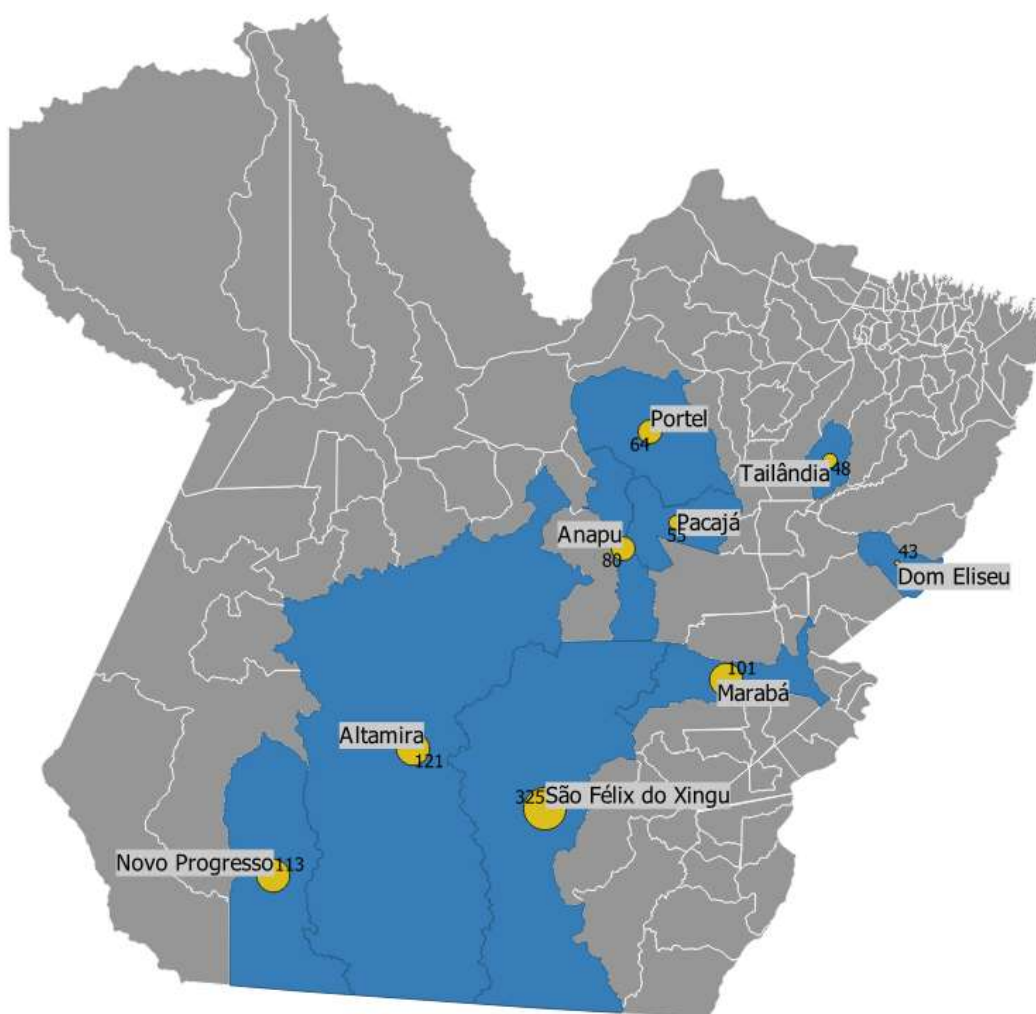 Portel
64
Tailândia
48
Pacajá
55
Anapu
80
43
Dom Eliseu
101
Marabá
Altamira
121
325
São Félix do Xingu
Novo Progresso
113